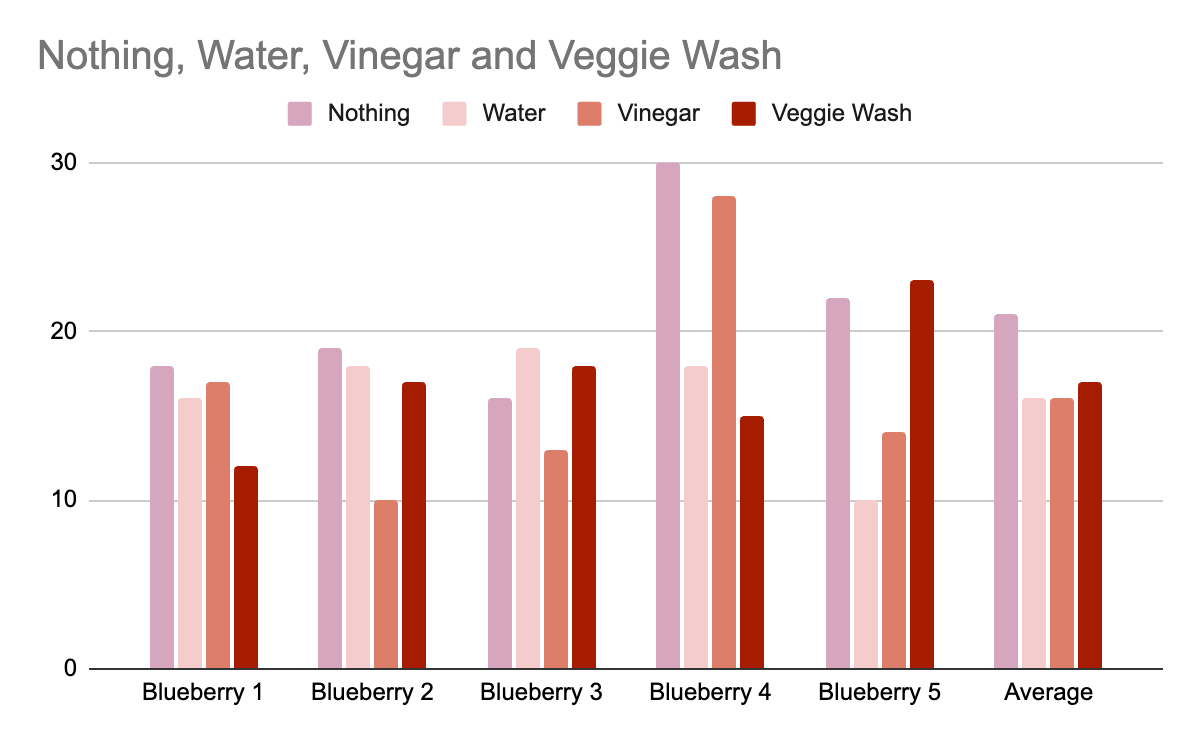 Nothing, Water, Vinegar and Veggie Wash
Nothing Water Vinegar Veggie Wash
30
20
10
0
Blueberry 1 Blueberry 2 Blueberry 3 Blueberry 4 Blueberry 5 Average